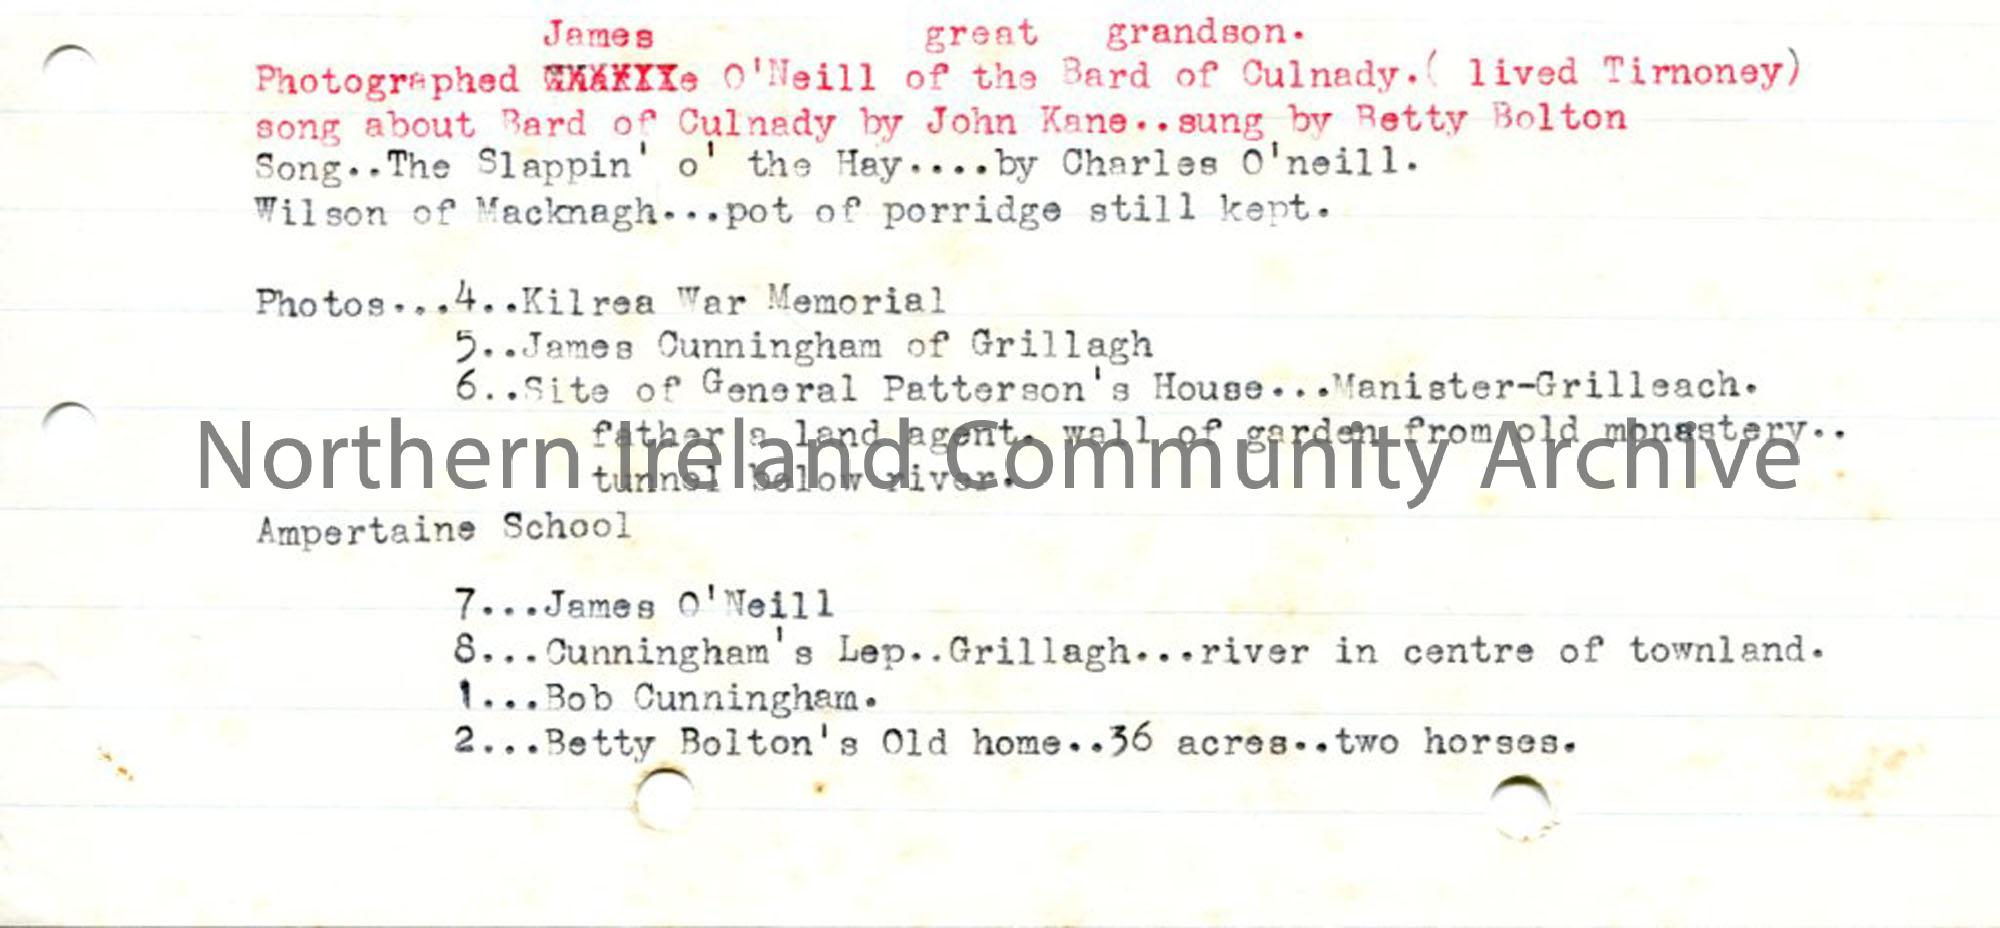 James great grandson.
Photographed e O'Neill of the Bard of Culnady.( lived Tirnoney)
song about Bard of Culnady by John Kane..sung by Betty Bolton
Song..The Slappin' o' the Hay....by Charles O'neill.
Wilson of Macknagh...pot of porridge still kept.
Photos...4..Kilrea War Memorial
5..James Cunningham of Grillagh
6..Site of General Patterson's House...Manister-Grilleach.
father a land agent. wall of garden from old monastery..
Northern Ireland Community Archive
tunnel below river.
Ampertaine School
7...James O'Neill
8...Cunningham's Lep..Grillagh...river in centre of townland.
1...Bob Cunningham.
2...Betty Bolton's Old home..36 acres..two horses.